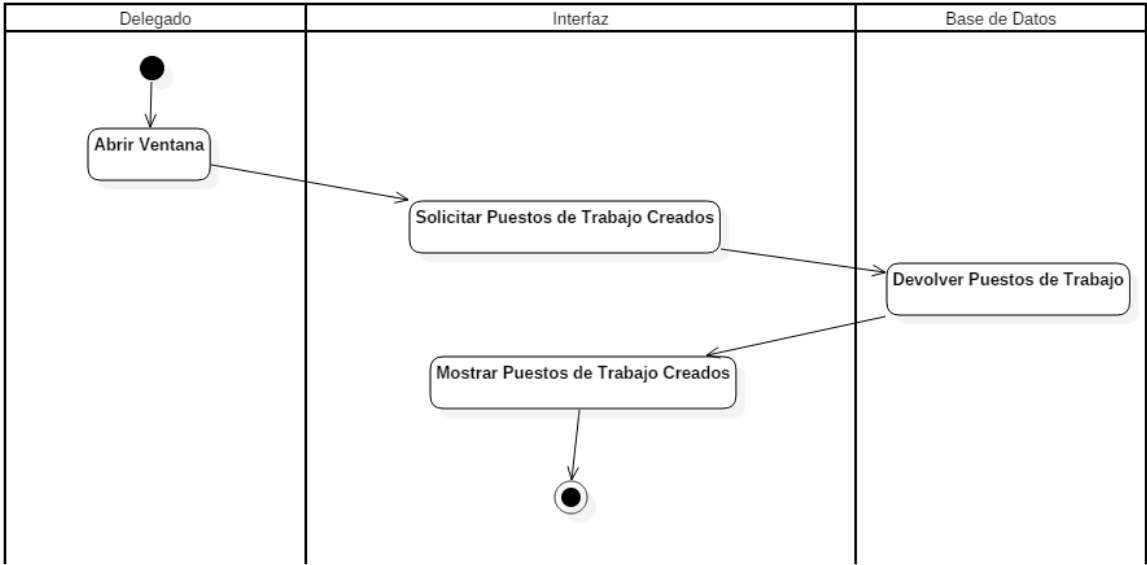 Delegado
Interfaz
Base de Datos
Abrir Ventana
Solicitar Puestos de Trabajo Creados
Devolver Puestos de Trabajo
Mostrar Puestos de Trabajo Creados